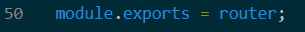 50 module.exports = router;